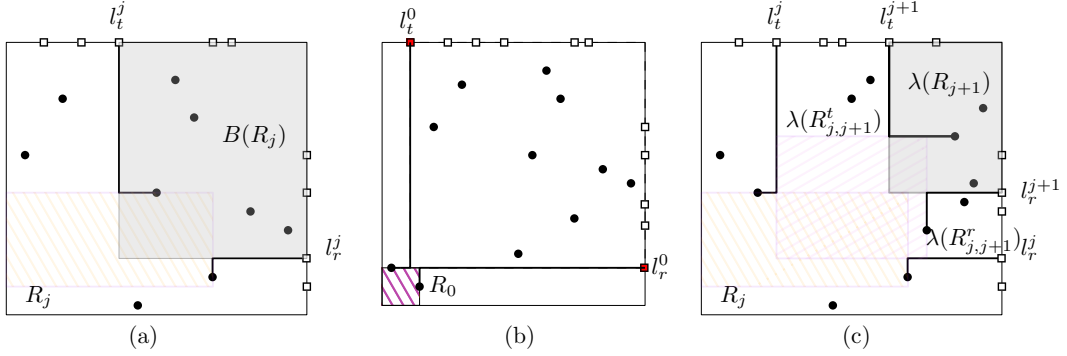 l_t^j
B(R_j)
l_r^j
R_j
(a)
l_t^0
l_r^0
R_0
(b)
l_t^j l_t^{j+1}
λ(R_{j+1})
λ(R_{j,j+1}^t)
l_r^{j+1}
λ(R_{j,j+1}^r) l_r^j
R_j
(c)